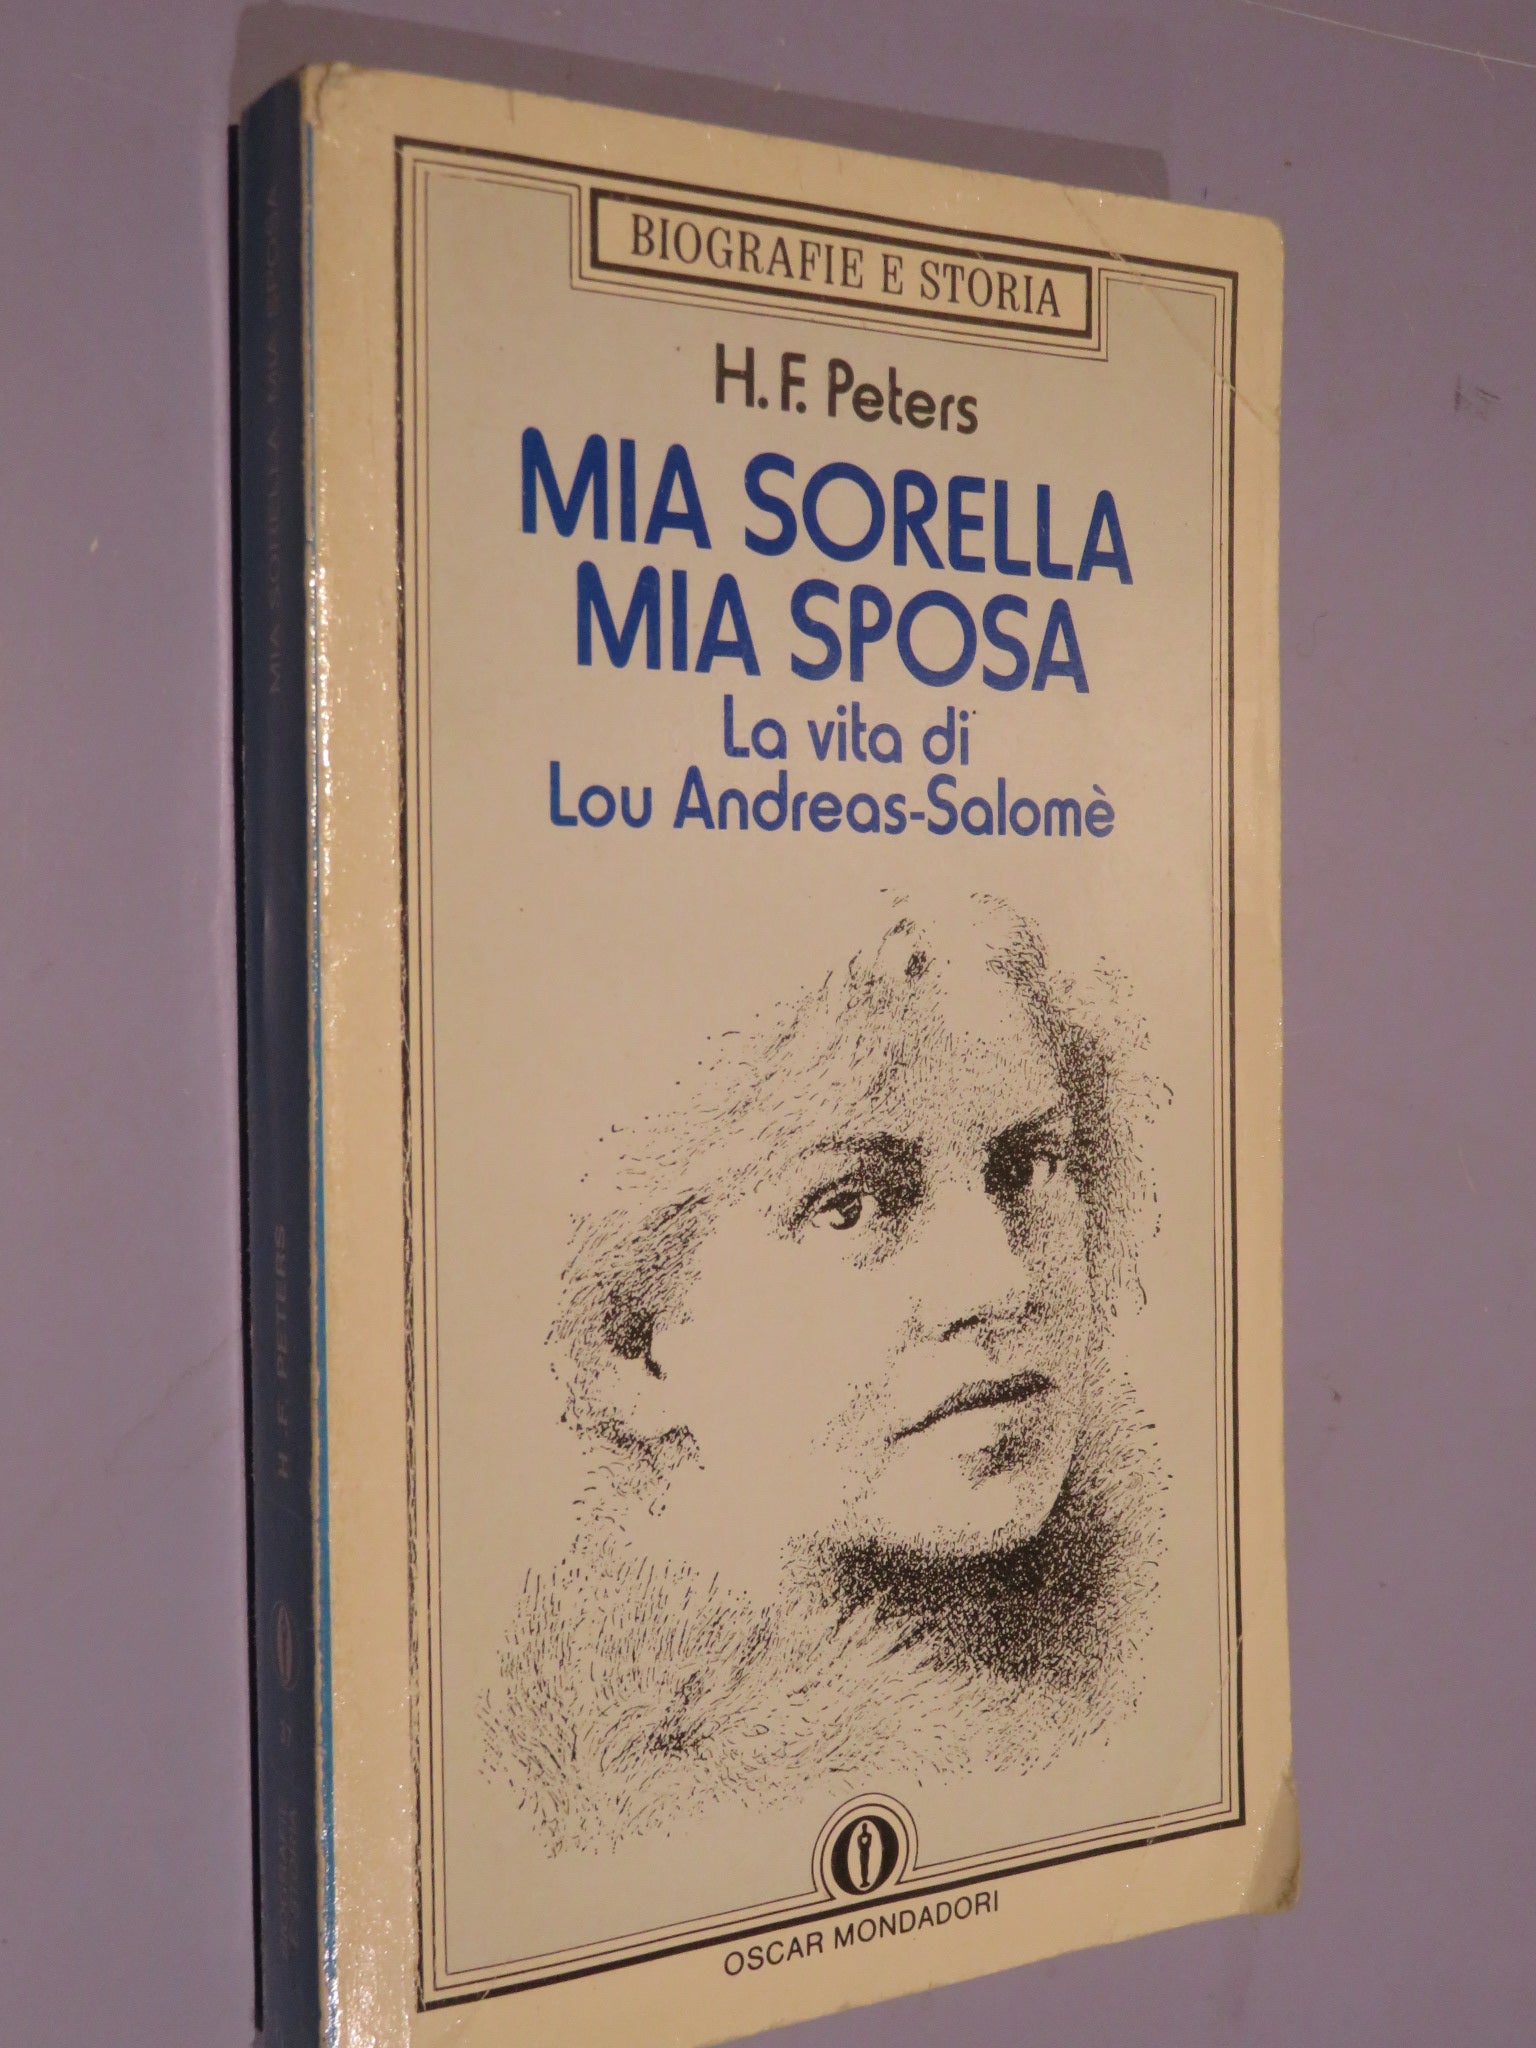 BIOGRAFIE E STORIA
H. F. Peters
MIA SORELLA
MIA SPOSA
La vita di
Lou Andreas-Salomè
OSCAR MONDADORI
MIA SORELLA, MIA SPOSA
H. F. PETERS